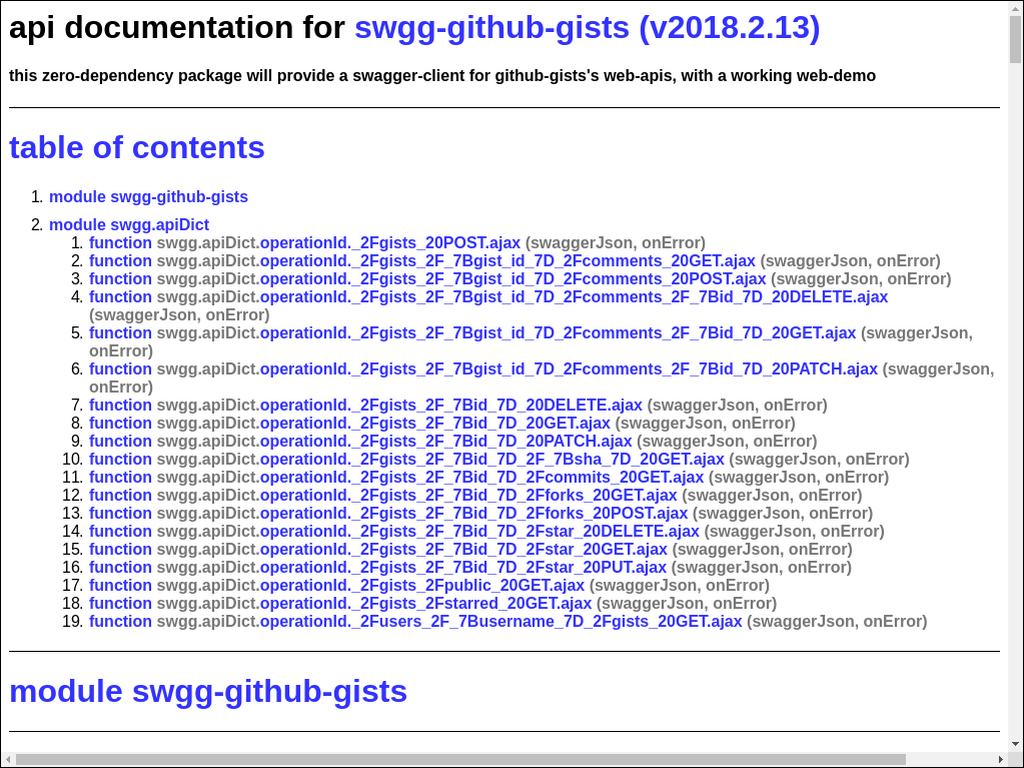 api documentation for swgg-github-gists (v2018.2.13)
this zero-dependency package will provide a swagger-client for github-gists's web-apis, with a working web-demo
table of contents
1. module swgg-github-gists
2. module swgg.apiDict
1. function swgg.apiDict.operationId._2Fgists_20POST.ajax (swaggerJson, onError)
2. function swgg.apiDict.operationId._2Fgists_2F_7Bgist_id_7D_2Fcomments_20GET.ajax (swaggerJson, onError)
3. function swgg.apiDict.operationId._2Fgists_2F_7Bgist_id_7D_2Fcomments_20POST.ajax (swaggerJson, onError)
4. function swgg.apiDict.operationId._2Fgists_2F_7Bgist_id_7D_2Fcomments_2F_7Bid_7D_20DELETE.ajax
(swaggerJson, onError)
5. function swgg.apiDict.operationId._2Fgists_2F_7Bgist_id_7D_2Fcomments_2F_7Bid_7D_20GET.ajax (swaggerJson,
onError)
6. function swgg.apiDict.operationId._2Fgists_2F_7Bgist_id_7D_2Fcomments_2F_7Bid_7D_20PATCH.ajax (swaggerJson,
onError)
7. function swgg.apiDict.operationId._2Fgists_2F_7Bid_7D_20DELETE.ajax (swaggerJson, onError)
8. function swgg.apiDict.operationId._2Fgists_2F_7Bid_7D_20GET.ajax (swaggerJson, onError)
9. function swgg.apiDict.operationId._2Fgists_2F_7Bid_7D_20PATCH.ajax (swaggerJson, onError)
10. function swgg.apiDict.operationId._2Fgists_2F_7Bid_7D_2F_7Bsha_7D_20GET.ajax (swaggerJson, onError)
11. function swgg.apiDict.operationId._2Fgists_2F_7Bid_7D_2Fcommits_20GET.ajax (swaggerJson, onError)
12. function swgg.apiDict.operationId._2Fgists_2F_7Bid_7D_2Fforks_20GET.ajax (swaggerJson, onError)
13. function swgg.apiDict.operationId._2Fgists_2F_7Bid_7D_2Fforks_20POST.ajax (swaggerJson, onError)
14. function swgg.apiDict.operationId._2Fgists_2F_7Bid_7D_2Fstar_20DELETE.ajax (swaggerJson, onError)
15. function swgg.apiDict.operationId._2Fgists_2F_7Bid_7D_2Fstar_20GET.ajax (swaggerJson, onError)
16. function swgg.apiDict.operationId._2Fgists_2F_7Bid_7D_2Fstar_20PUT.ajax (swaggerJson, onError)
17. function swgg.apiDict.operationId._2Fgists_2Fpublic_20GET.ajax (swaggerJson, onError)
18. function swgg.apiDict.operationId._2Fgists_2Fstarred_20GET.ajax (swaggerJson, onError)
19. function swgg.apiDict.operationId._2Fusers_2F_7Busername_7D_2Fgists_20GET.ajax (swaggerJson, onError)
module swgg-github-gists